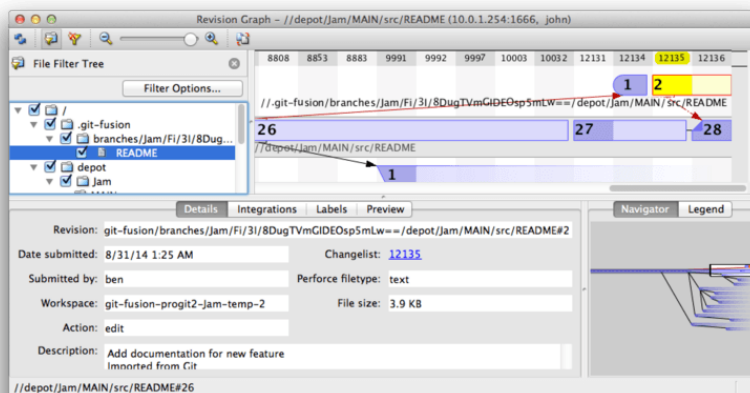 Revision Graph - //depot/Jam/MAIN/src/README (10.0.1.254:1666, john)
File Filter Tree
Filter Options...
/
.git-fusion
branches/Jam/Fi/3I/8Dug...
README
depot
Jam
8808 8853 8883 9991 9992 9997 10003 10032 12131 12134 12135 12136
1 2
//.git-fusion/branches/Jam/Fi/3I/8DugTVmGIDEOsp5mLw==/depot/Jam/MAIN/src/README
26 27 28
//depot/Jam/MAIN/src/README
1
Details Integrations Labels Preview
Revision: git-fusion/branches/Jam/Fi/3I/8DugTVmGIDEOsp5mLw==/depot/Jam/MAIN/src/README#2
Date submitted: 8/31/14 1:25 AM Changelist: 12135
Submitted by: ben Perforce filetype: text
Workspace: git-fusion-progit2-Jam-temp-2 File size: 3.9 KB
Action: edit
Description: Add documentation for new feature
Imported from Git
Navigator Legend
//depot/Jam/MAIN/src/README#26